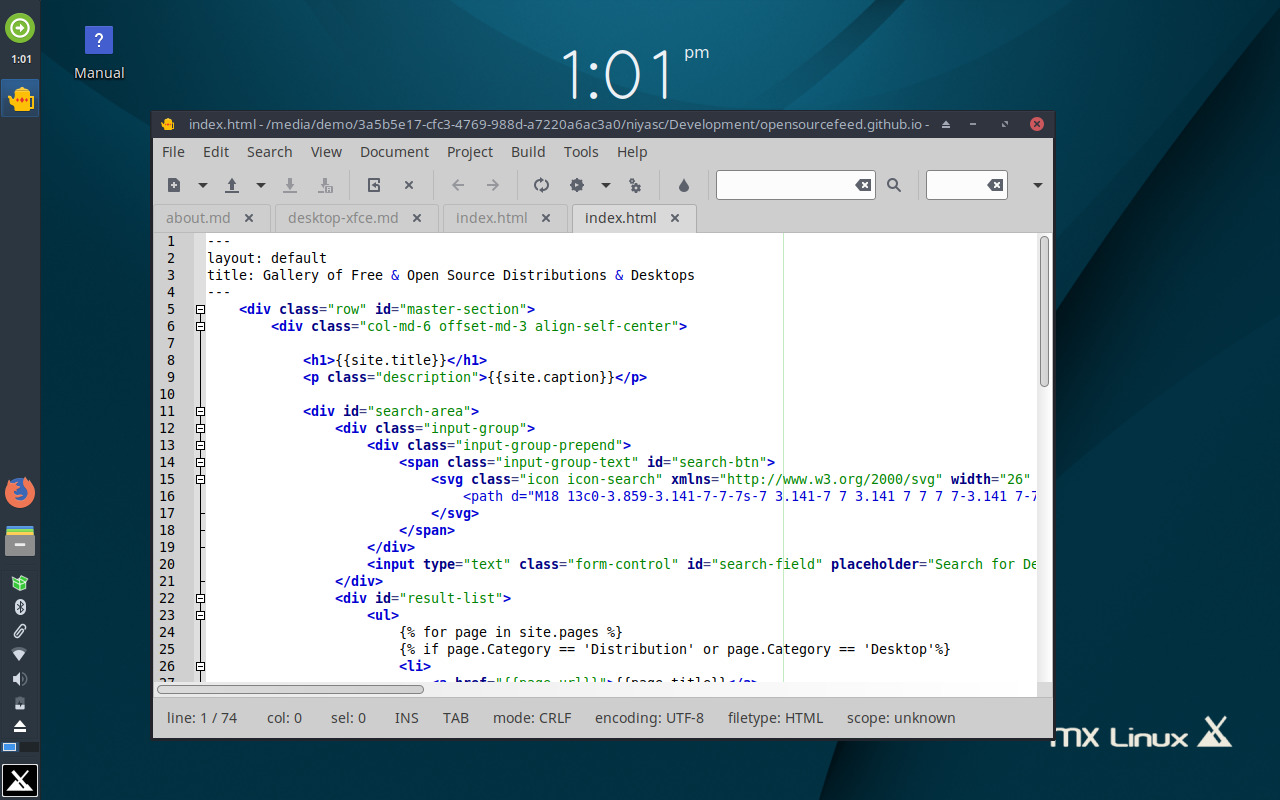 1:01
?
Manual
1:01 pm
index.html - /media/demo/3a5b5e17-cfc3-4769-988d-a7220a6ac3a0/niyasc/Development/opensourcefeed.github.io -
File Edit Search View Document Project Build Tools Help
about.md desktop-xfce.md index.html index.html
1 ---
2 layout: default
3 title: Gallery of Free & Open Source Distributions & Desktops
4 ---
5 <div class="row" id="master-section">
6 <div class="col-md-6 offset-md-3 align-self-center">
7
8 <h1>{{site.title}}</h1>
9 <p class="description">{{site.caption}}</p>
10
11 <div id="search-area">
12 <div class="input-group">
13 <div class="input-group-prepend">
14 <span class="input-group-text" id="search-btn">
15 <svg class="icon icon-search" xmlns="http://www.w3.org/2000/svg" width="26"
16 <path d="M18 13c0-3.859-3.141-7-7-7s-7 3.141-7 7 3.141 7 7 7 7-3.141 7-7
17 </svg>
18 </span>
19 </div>
20 <input type="text" class="form-control" id="search-field" placeholder="Search for De
21 </div>
22 <div id="result-list">
23 <ul>
24 {% for page in site.pages %}
25 {% if page.Category == 'Distribution' or page.Category == 'Desktop'%}
26 <li>
27 <a href="{{page.url}}">{{page.title}}</a>
line: 1 / 74 col: 0 sel: 0 INS TAB mode: CRLF encoding: UTF-8 filetype: HTML scope: unknown
MX Linux